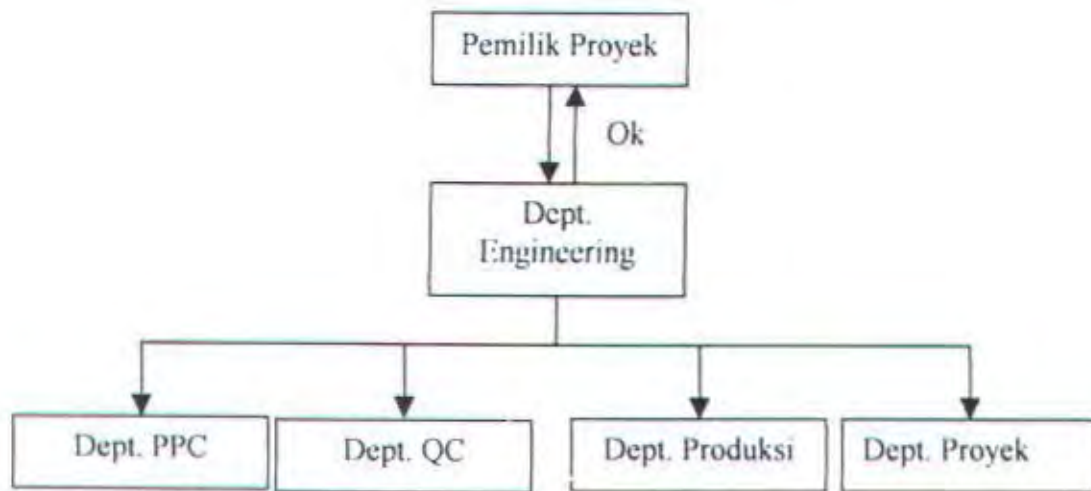 Pemilik Proyek
Ok
Dept.
Engineering
Dept. PPC
Dept. QC
Dept. Produksi
Dept. Proyek